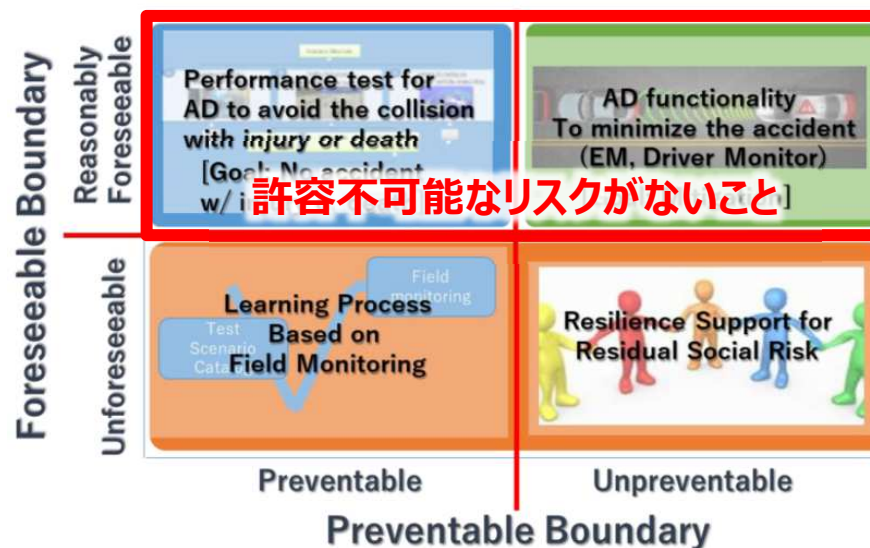 Foreseeable Boundary
Reasonably
Foreseeable
Performance test for
AD to avoid the collision
with injury or death
[Goal: No accident
w/ in
AD functionality
To minimize the accident
(EM, Driver Monitor)
]
許容不可能なリスクがないこと
Unforeseeable
Field
monitoring
Test
Scenario
Learning Process
Based on
Field Monitoring
Resilience Support for
Residual Social Risk
Preventable
Unpreventable
Preventable Boundary